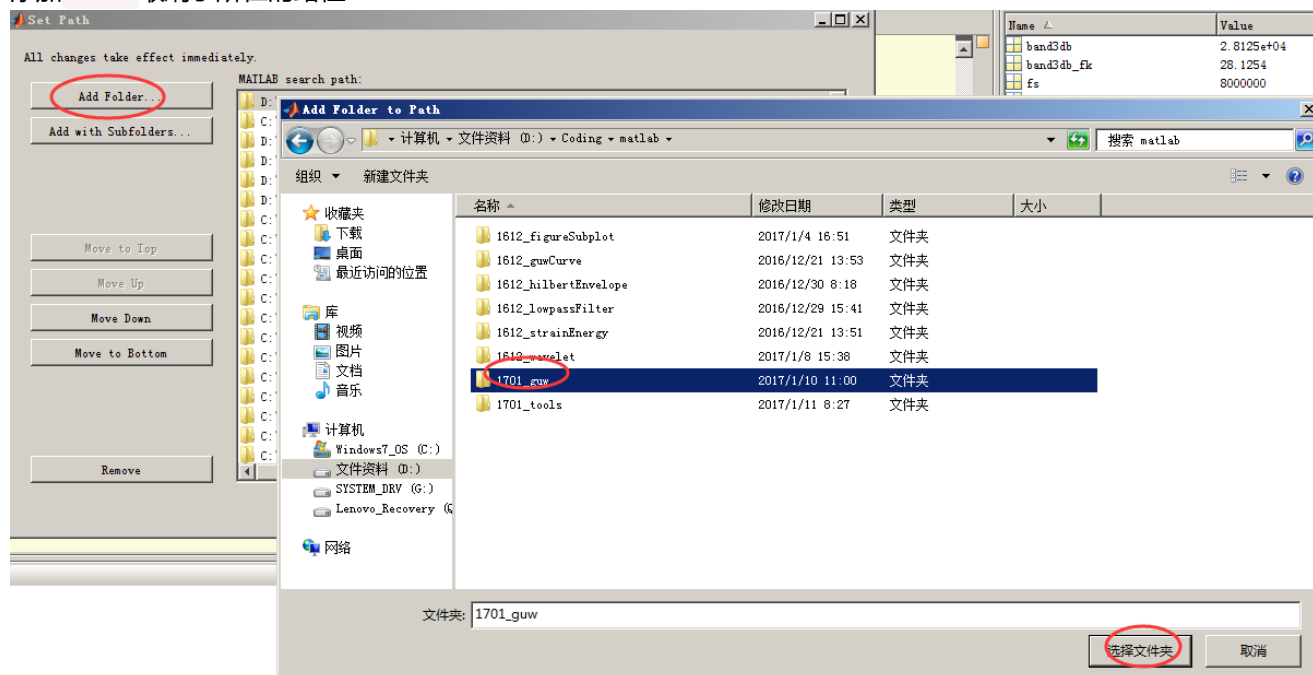 Set Path
All changes take effect immediately.
Add Folder...
Add with Subfolders...
Move to Top
Move Up
Move Down
Move to Bottom
Remove
MATLAB search path:
Name
Value
band3db
2.8125e+04
band3db_fk
28.1254
fs
8000000
Add Folder to Path
计算机
文件资料 (D:)
Coding
matlab
搜索 matlab
组织
新建文件夹
收藏夹
下载
桌面
最近访问的位置
库
视频
图片
文档
音乐
计算机
Windows7_OS (C:)
文件资料 (D:)
SYSTEM_DRV (G:)
Lenovo_Recovery (Q
网络
名称 修改日期 类型 大小
1612_figureSubplot 2017/1/4 16:51 文件夹
1612_guwCurve 2016/12/21 13:53 文件夹
1612_hilbertEnvelope 2016/12/30 8:18 文件夹
1612_lowpassFilter 2016/12/29 15:41 文件夹
1612_strainEnergy 2016/12/21 13:51 文件夹
1612_wavelet 2017/1/8 15:38 文件夹
1701_guw 2017/1/10 11:00 文件夹
1701_tools 2017/1/11 8:27 文件夹
文件夹: 1701_guw
选择文件夹
取消